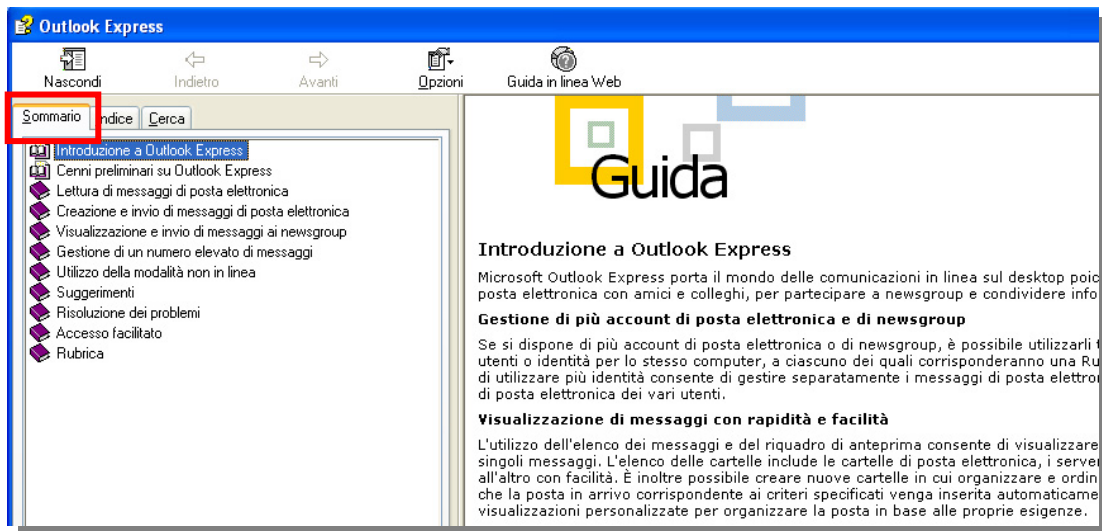 Outlook Express
Nascondi Indietro Avanti Opzioni Guida in linea Web
Sommario Indice Cerca
Introduzione a Outlook Express
Cenni preliminari su Outlook Express
Lettura di messaggi di posta elettronica
Creazione e invio di messaggi di posta elettronica
Visualizzazione e invio di messaggi ai newsgroup
Gestione di un numero elevato di messaggi
Utilizzo della modalità non in linea
Suggerimenti
Risoluzione dei problemi
Accesso facilitato
Rubrica
Guida
Introduzione a Outlook Express
Microsoft Outlook Express porta il mondo delle comunicazioni in linea sul desktop poic
posta elettronica con amici e colleghi, per partecipare a newsgroup e condividere info
Gestione di più account di posta elettronica e di newsgroup
Se si dispone di più account di posta elettronica o di newsgroup, è possibile utilizzarli
utenti o identità per lo stesso computer, a ciascuno dei quali corrisponderanno una Ru
di utilizzare più identità consente di gestire separatamente i messaggi di posta elettro
di posta elettronica dei vari utenti.
Visualizzazione di messaggi con rapidità e facilità
L'utilizzo dell'elenco dei messaggi e del riquadro di anteprima consente di visualizzare
singoli messaggi. L'elenco delle cartelle include le cartelle di posta elettronica, i serve
all'altro con facilità. È inoltre possibile creare nuove cartelle in cui organizzare e ordin
che la posta in arrivo corrispondente ai criteri specificati venga inserita automaticame
visualizzazioni personalizzate per organizzare la posta in base alle proprie esigenze.